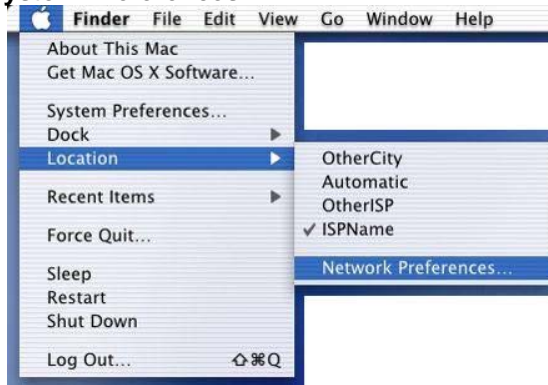 Finder File Edit View Go Window Help
About This Mac
Get Mac OS X Software...
System Preferences...
Dock
Location
Recent Items
Force Quit...
Sleep
Restart
Shut Down
Log Out... ⇧⌘Q
OtherCity
Automatic
OtherISP
✓ ISPName
Network Preferences...